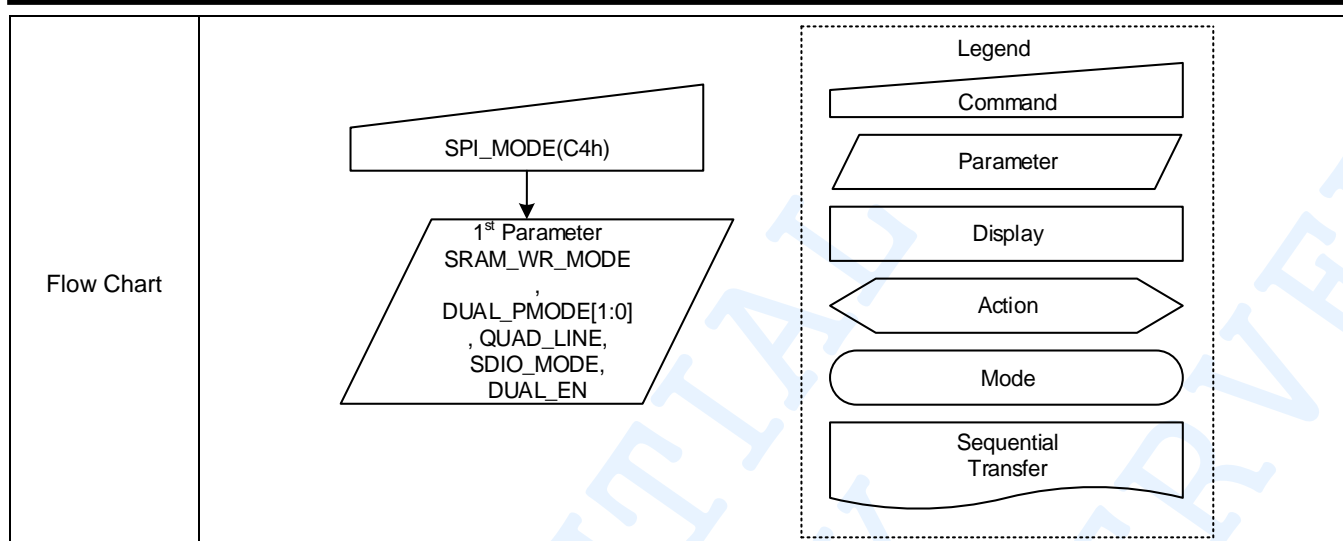 Flow Chart
SPI_MODE(C4h)
1st Parameter
SRAM_WR_MODE
,
DUAL_PMODE[1:0]
, QUAD_LINE,
SDIO_MODE,
DUAL_EN
Legend
Command
Parameter
Display
Action
Mode
Sequential
Transfer